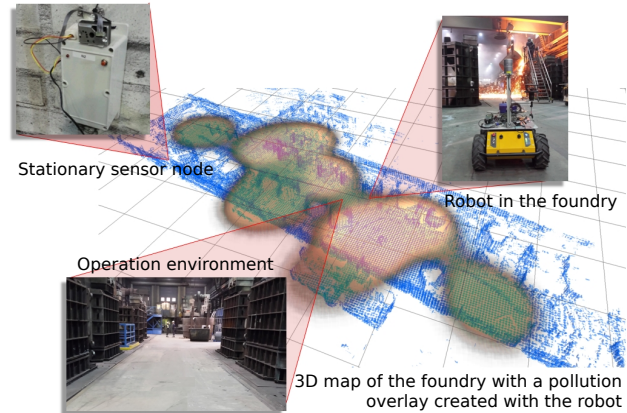 Stationary sensor node
Robot in the foundry
Operation environment
3D map of the foundry with a pollution
overlay created with the robot